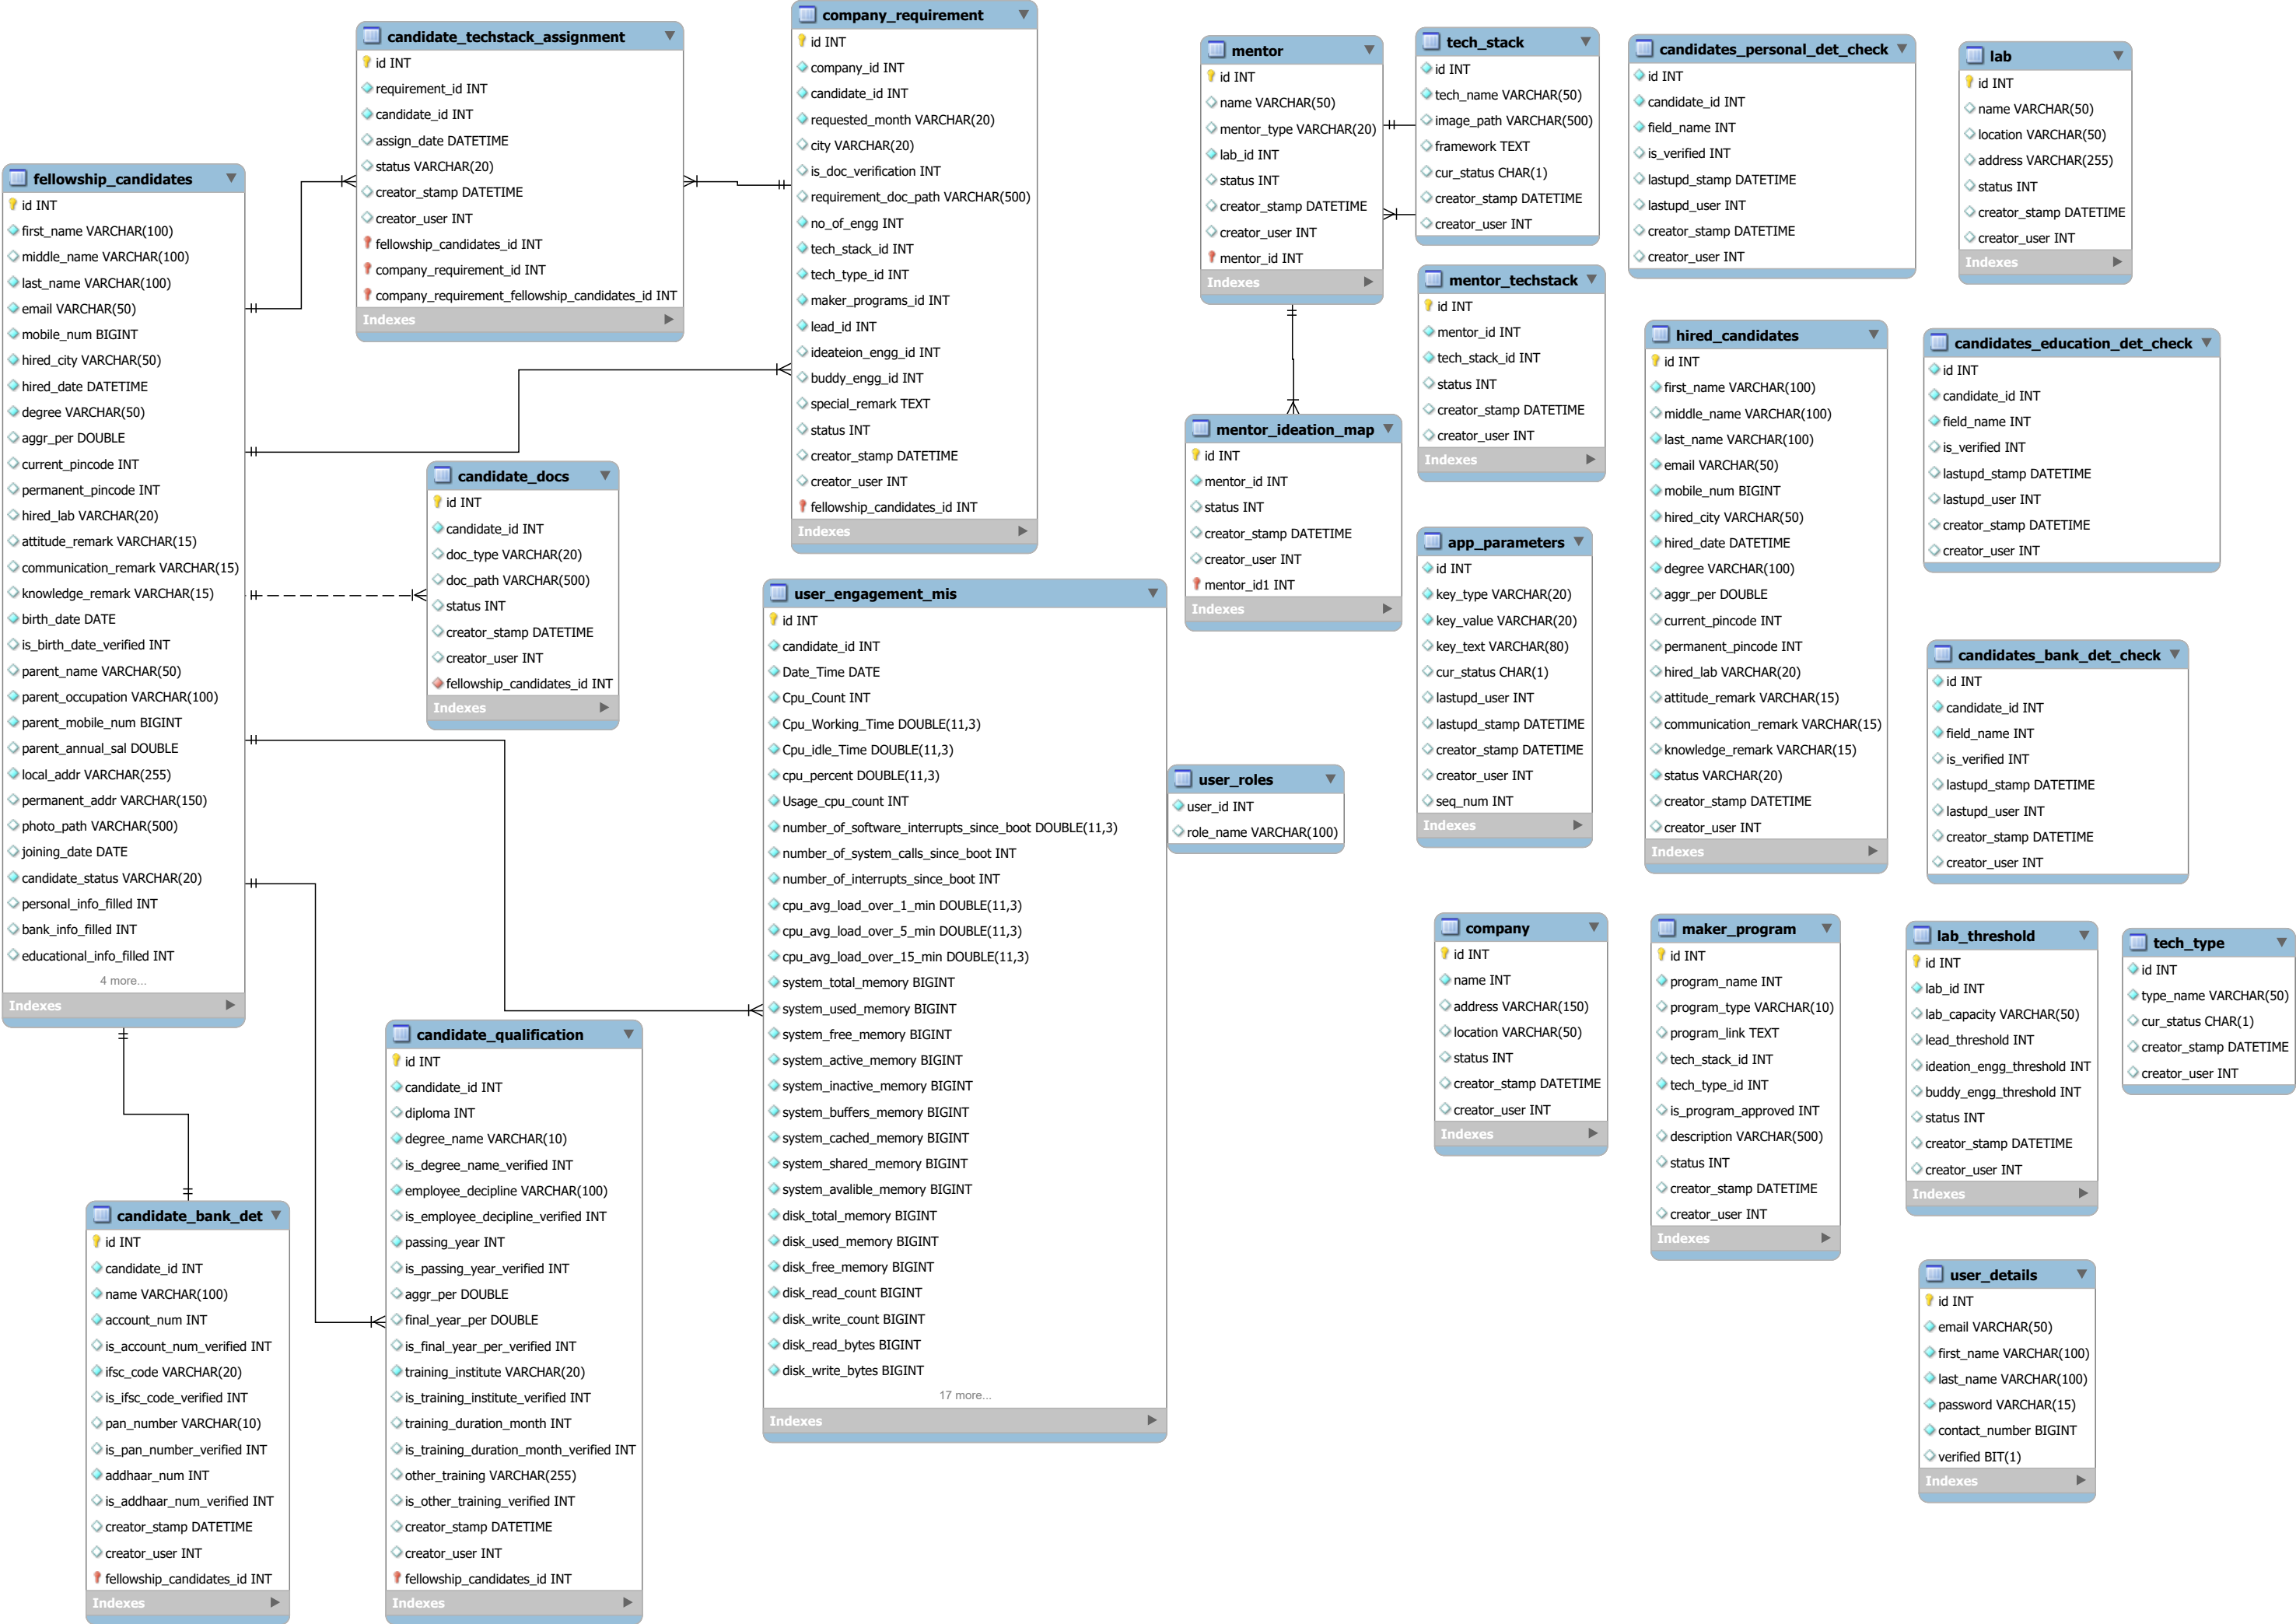 fellowship_candidates
id INT
first_name VARCHAR(100)
middle_name VARCHAR(100)
last_name VARCHAR(100)
email VARCHAR(50)
mobile_num BIGINT
hired_city VARCHAR(50)
hired_date DATETIME
degree VARCHAR(50)
aggr_per DOUBLE
current_pincode INT
permanent_pincode INT
hired_lab VARCHAR(20)
attitude_remark VARCHAR(15)
communication_remark VARCHAR(15)
knowledge_remark VARCHAR(15)
birth_date DATE
is_birth_date_verified INT
parent_name VARCHAR(50)
parent_occupation VARCHAR(100)
parent_mobile_num BIGINT
parent_annual_sal DOUBLE
local_addr VARCHAR(255)
permanent_addr VARCHAR(150)
photo_path VARCHAR(500)
joining_date DATE
candidate_status VARCHAR(20)
personal_info_filled INT
bank_info_filled INT
educational_info_filled INT
4 more...
Indexes
candidate_techstack_assignment
id INT
requirement_id INT
candidate_id INT
assign_date DATETIME
status VARCHAR(20)
creator_stamp DATETIME
creator_user INT
fellowship_candidates_id INT
company_requirement_id INT
company_requirement_fellowship_candidates_id INT
Indexes
company_requirement
id INT
company_id INT
candidate_id INT
requested_month VARCHAR(20)
city VARCHAR(20)
is_doc_verification INT
requirement_doc_path VARCHAR(500)
no_of_engg INT
tech_stack_id INT
tech_type_id INT
maker_programs_id INT
lead_id INT
ideateion_engg_id INT
buddy_engg_id INT
special_remark TEXT
status INT
creator_stamp DATETIME
creator_user INT
fellowship_candidates_id INT
Indexes
candidate_docs
id INT
candidate_id INT
doc_type VARCHAR(20)
doc_path VARCHAR(500)
status INT
creator_stamp DATETIME
creator_user INT
fellowship_candidates_id INT
Indexes
candidate_bank_det
id INT
candidate_id INT
name VARCHAR(100)
account_num INT
is_account_num_verified INT
ifsc_code VARCHAR(20)
is_ifsc_code_verified INT
pan_number VARCHAR(10)
is_pan_number_verified INT
addhaar_num INT
is_addhaar_num_verified INT
creator_stamp DATETIME
creator_user INT
fellowship_candidates_id INT
Indexes
candidate_qualification
id INT
candidate_id INT
diploma INT
degree_name VARCHAR(10)
is_degree_name_verified INT
employee_decipline VARCHAR(100)
is_employee_decipline_verified INT
passing_year INT
is_passing_year_verified INT
aggr_per DOUBLE
final_year_per DOUBLE
is_final_year_per_verified INT
training_institute VARCHAR(20)
is_training_institute_verified INT
training_duration_month INT
is_training_duration_month_verified INT
other_training VARCHAR(255)
is_other_training_verified INT
creator_stamp DATETIME
creator_user INT
fellowship_candidates_id INT
Indexes
user_engagement_mis
id INT
candidate_id INT
Date_Time DATE
Cpu_Count INT
Cpu_Working_Time DOUBLE(11,3)
Cpu_idle_Time DOUBLE(11,3)
cpu_percent DOUBLE(11,3)
Usage_cpu_count INT
number_of_software_interrupts_since_boot DOUBLE(11,3)
number_of_system_calls_since_boot INT
number_of_interrupts_since_boot INT
cpu_avg_load_over_1_min DOUBLE(11,3)
cpu_avg_load_over_5_min DOUBLE(11,3)
cpu_avg_load_over_15_min DOUBLE(11,3)
system_total_memory BIGINT
system_used_memory BIGINT
system_free_memory BIGINT
system_active_memory BIGINT
system_inactive_memory BIGINT
system_buffers_memory BIGINT
system_cached_memory BIGINT
system_shared_memory BIGINT
system_avalible_memory BIGINT
disk_total_memory BIGINT
disk_used_memory BIGINT
disk_free_memory BIGINT
disk_read_count BIGINT
disk_write_count BIGINT
disk_read_bytes BIGINT
disk_write_bytes BIGINT
17 more...
Indexes
mentor
id INT
name VARCHAR(50)
mentor_type VARCHAR(20)
lab_id INT
status INT
creator_stamp DATETIME
creator_user INT
mentor_id INT
Indexes
tech_stack
id INT
tech_name VARCHAR(50)
image_path VARCHAR(500)
framework TEXT
cur_status CHAR(1)
creator_stamp DATETIME
creator_user INT
mentor_techstack
id INT
mentor_id INT
tech_stack_id INT
status INT
creator_stamp DATETIME
creator_user INT
Indexes
mentor_ideation_map
id INT
mentor_id INT
status INT
creator_stamp DATETIME
creator_user INT
mentor_id1 INT
Indexes
user_roles
user_id INT
role_name VARCHAR(100)
app_parameters
id INT
key_type VARCHAR(20)
key_value VARCHAR(20)
key_text VARCHAR(80)
cur_status CHAR(1)
lastupd_user INT
lastupd_stamp DATETIME
creator_stamp DATETIME
creator_user INT
seq_num INT
Indexes
candidates_personal_det_check
id INT
candidate_id INT
field_name INT
is_verified INT
lastupd_stamp DATETIME
lastupd_user INT
creator_stamp DATETIME
creator_user INT
lab
id INT
name VARCHAR(50)
location VARCHAR(50)
address VARCHAR(255)
status INT
creator_stamp DATETIME
creator_user INT
Indexes
hired_candidates
id INT
first_name VARCHAR(100)
middle_name VARCHAR(100)
last_name VARCHAR(100)
email VARCHAR(50)
mobile_num BIGINT
hired_city VARCHAR(50)
hired_date DATETIME
degree VARCHAR(100)
aggr_per DOUBLE
current_pincode INT
permanent_pincode INT
hired_lab VARCHAR(20)
attitude_remark VARCHAR(15)
communication_remark VARCHAR(15)
knowledge_remark VARCHAR(15)
status VARCHAR(20)
creator_stamp DATETIME
creator_user INT
Indexes
candidates_education_det_check
id INT
candidate_id INT
field_name INT
is_verified INT
lastupd_stamp DATETIME
lastupd_user INT
creator_stamp DATETIME
creator_user INT
candidates_bank_det_check
id INT
candidate_id INT
field_name INT
is_verified INT
lastupd_stamp DATETIME
lastupd_user INT
creator_stamp DATETIME
creator_user INT
company
id INT
name INT
address VARCHAR(150)
location VARCHAR(50)
status INT
creator_stamp DATETIME
creator_user INT
Indexes
maker_program
id INT
program_name INT
program_type VARCHAR(10)
program_link TEXT
tech_stack_id INT
tech_type_id INT
is_program_approved INT
description VARCHAR(500)
status INT
creator_stamp DATETIME
creator_user INT
Indexes
lab_threshold
id INT
lab_id INT
lab_capacity VARCHAR(50)
lead_threshold INT
ideation_engg_threshold INT
buddy_engg_threshold INT
status INT
creator_stamp DATETIME
creator_user INT
Indexes
tech_type
id INT
type_name VARCHAR(50)
cur_status CHAR(1)
creator_stamp DATETIME
creator_user INT
user_details
id INT
email VARCHAR(50)
first_name VARCHAR(100)
last_name VARCHAR(100)
password VARCHAR(15)
contact_number BIGINT
verified BIT(1)
Indexes